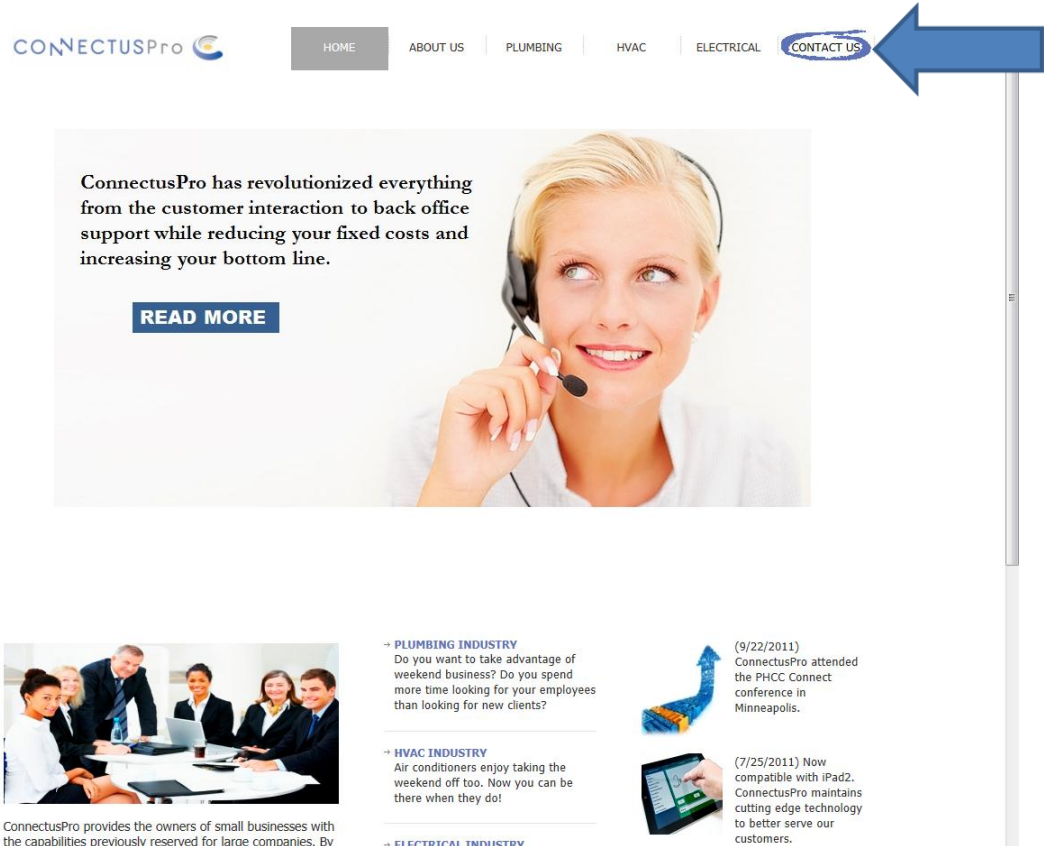 CONNECTUSPro
HOME
ABOUT US
PLUMBING
HVAC
ELECTRICAL
CONTACT US
ConnectusPro has revolutionized everything
from the customer interaction to back office
support while reducing your fixed costs and
increasing your bottom line.
READ MORE
ConnectusPro provides the owners of small businesses with
the capabilities previously reserved for large companies. By
→ PLUMBING INDUSTRY
Do you want to take advantage of
weekend business? Do you spend
more time looking for your employees
than looking for new clients?
→ HVAC INDUSTRY
Air conditioners enjoy taking the
weekend off too. Now you can be
there when they do!
→ ELECTRICAL INDUSTRY
(9/22/2011)
ConnectusPro attended
the PHCC Connect
conference in
Minneapolis.
(7/25/2011) Now
compatible with iPad2.
ConnectusPro maintains
cutting edge technology
to better serve our
customers.